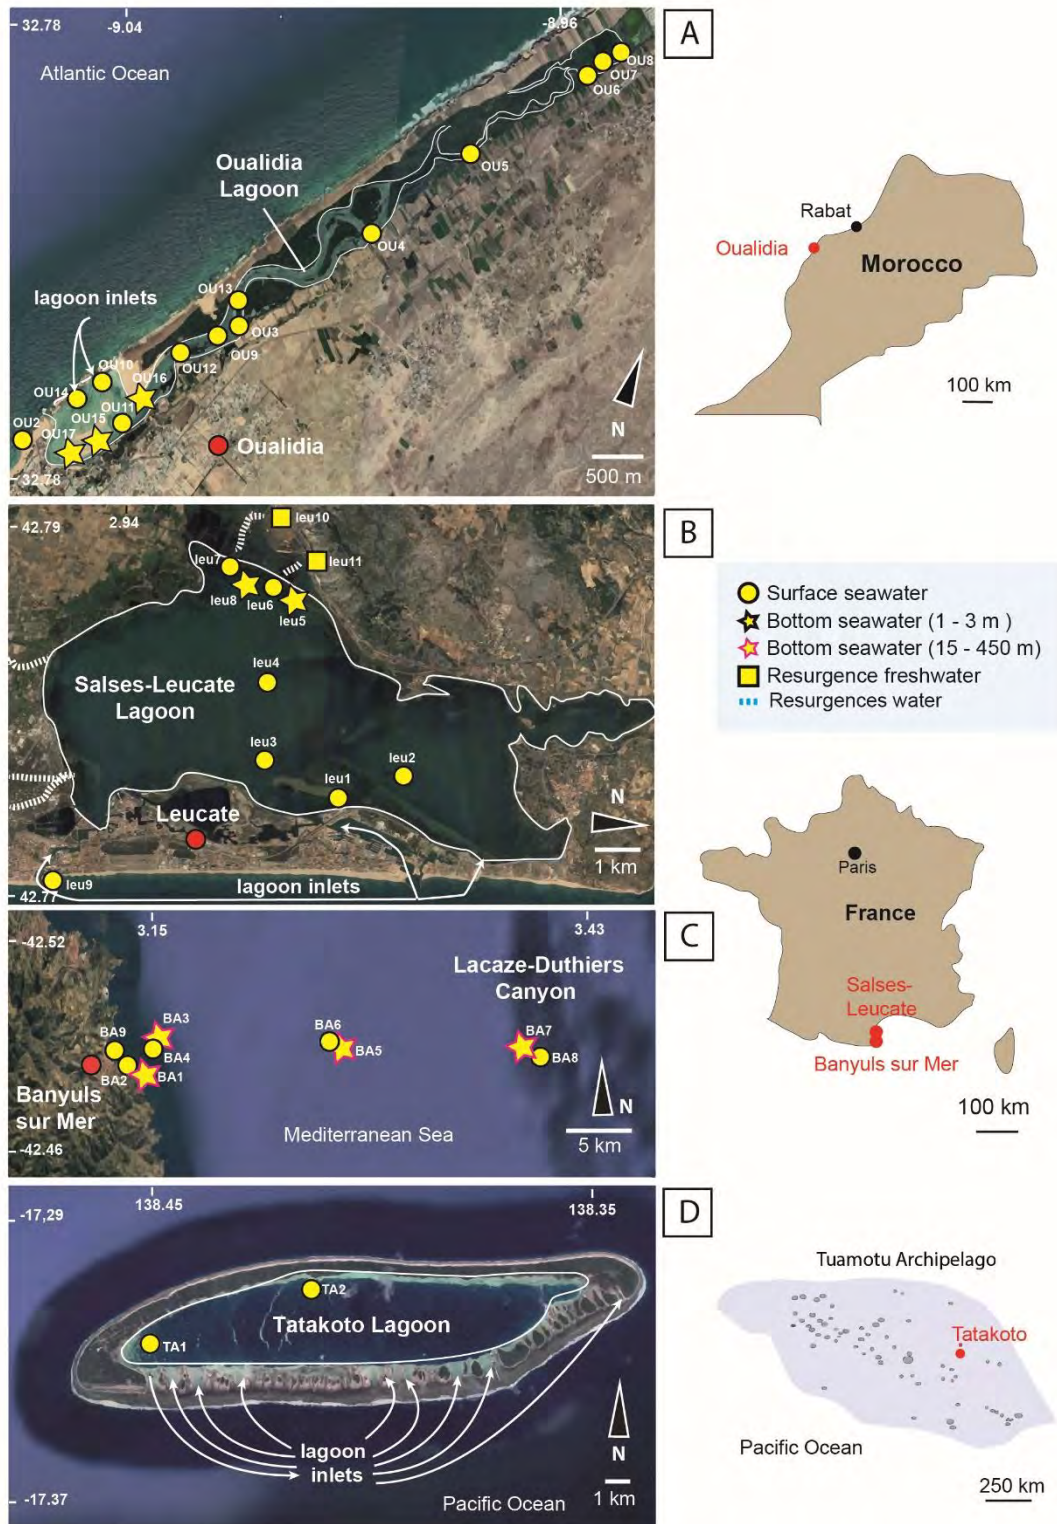 32.78
-9.04
-8.96
A
Atlantic Ocean
OU8
OU7
OU6
OU5
Oualidia
Lagoon
OU4
OU13
lagoon inlets
OU3
OU9
OU12
OU10
OU16
OU14
OU11
OU2
OU15
OU17
Oualidia
N
500 m
32.78
Rabat
Oualidia
Morocco
100 km
42.79
2.94
leu10
B
leu7
leu11
leu8
leu6
leu5
leu4
Salses-Leucate
Lagoon
leu3
leu2
leu1
Leucate
N
1 km
leu9
lagoon inlets
42.77
Surface seawater
Bottom seawater (1 - 3 m )
Bottom seawater (15 - 450 m)
Resurgence freshwater
Resurgences water
Paris
France
Salses-
Leucate
Banyuls sur Mer
100 km
-42.52
3.15
3.43
C
Lacaze-Duthiers
Canyon
BA3
BA9
BA6
BA7
BA4
BA5
BA8
BA2
BA1
Banyuls
sur Mer
N
Mediterranean Sea
5 km
-42.46
-17,29
138.45
138.35
D
TA2
Tatakoto Lagoon
TA1
lagoon
inlets
N
1 km
-17.37
Pacific Ocean
Tuamotu Archipelago
Tatakoto
Pacific Ocean
250 km